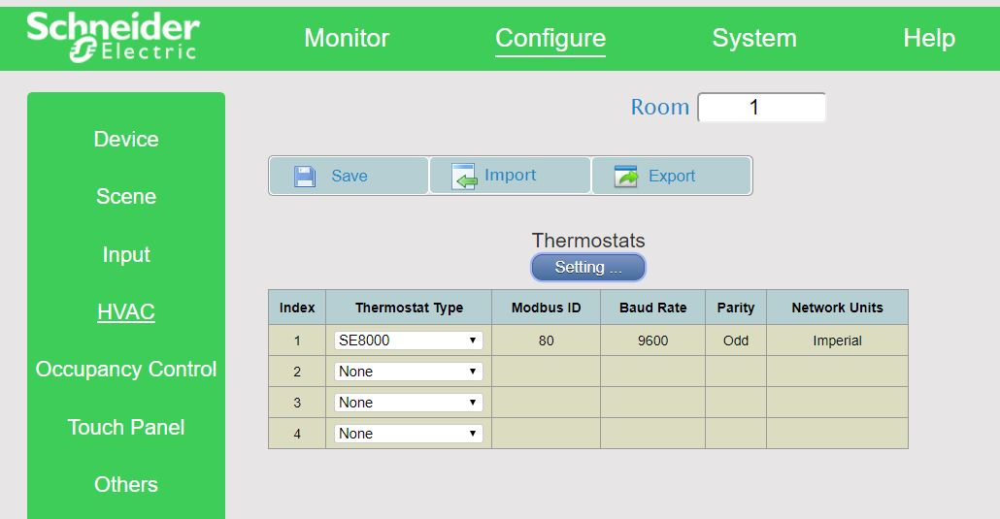 Schneider
Electric
Monitor Configure System Help
Device
Scene
Input
HVAC
Occupancy Control
Touch Panel
Others
Room 1
Save Import Export
Thermostats
Setting ...
Index Thermostat Type Modbus ID Baud Rate Parity Network Units
1 SE8000 80 9600 Odd Imperial
2 None
3 None
4 None